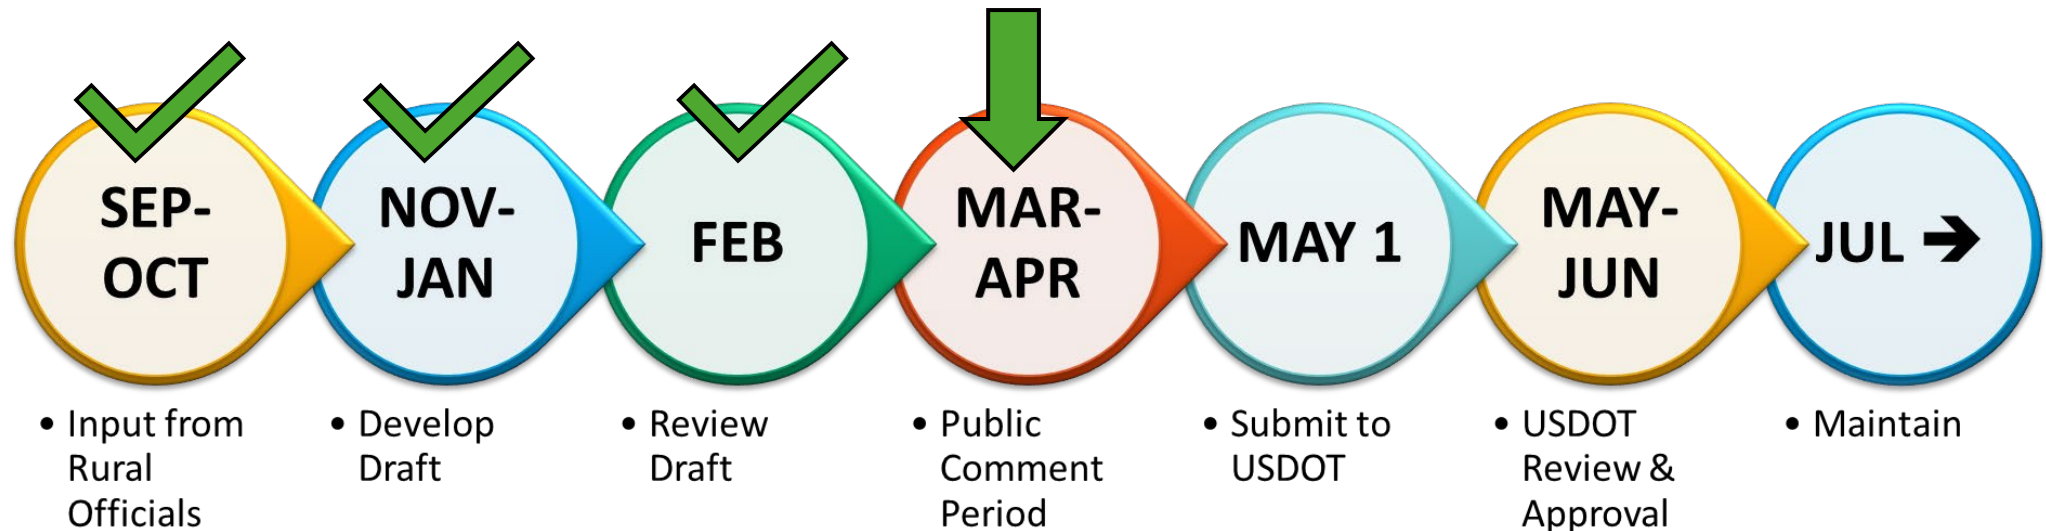 SEP-
OCT
NOV-
JAN
FEB
MAR-
APR
MAY 1
MAY-
JUN
JUL ➔
• Input from
Rural
Officials
• Develop
Draft
• Review
Draft
• Public
Comment
Period
• Submit to
USDOT
• USDOT
Review &
Approval
• Maintain